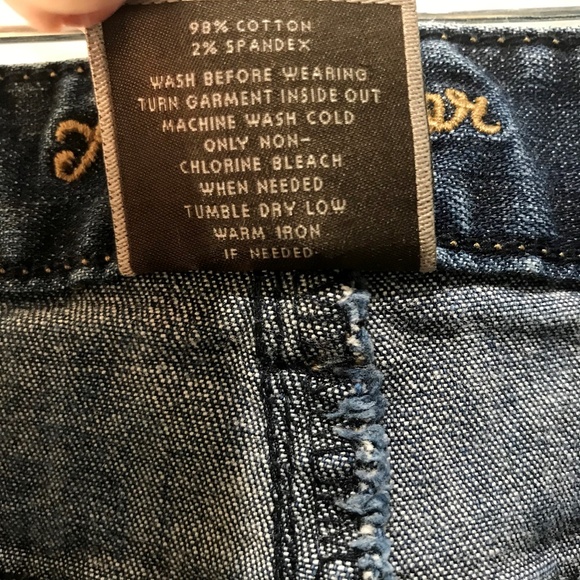 98% COTTON
2% SPANDEX
WASH BEFORE WEARING
TURN GARMENT INSIDE OUT
MACHINE WASH COLD
ONLY NON-
CHLORINE BLEACH
WHEN NEEDED
TUMBLE DRY LOW
WARM IRON
IF NEEDED